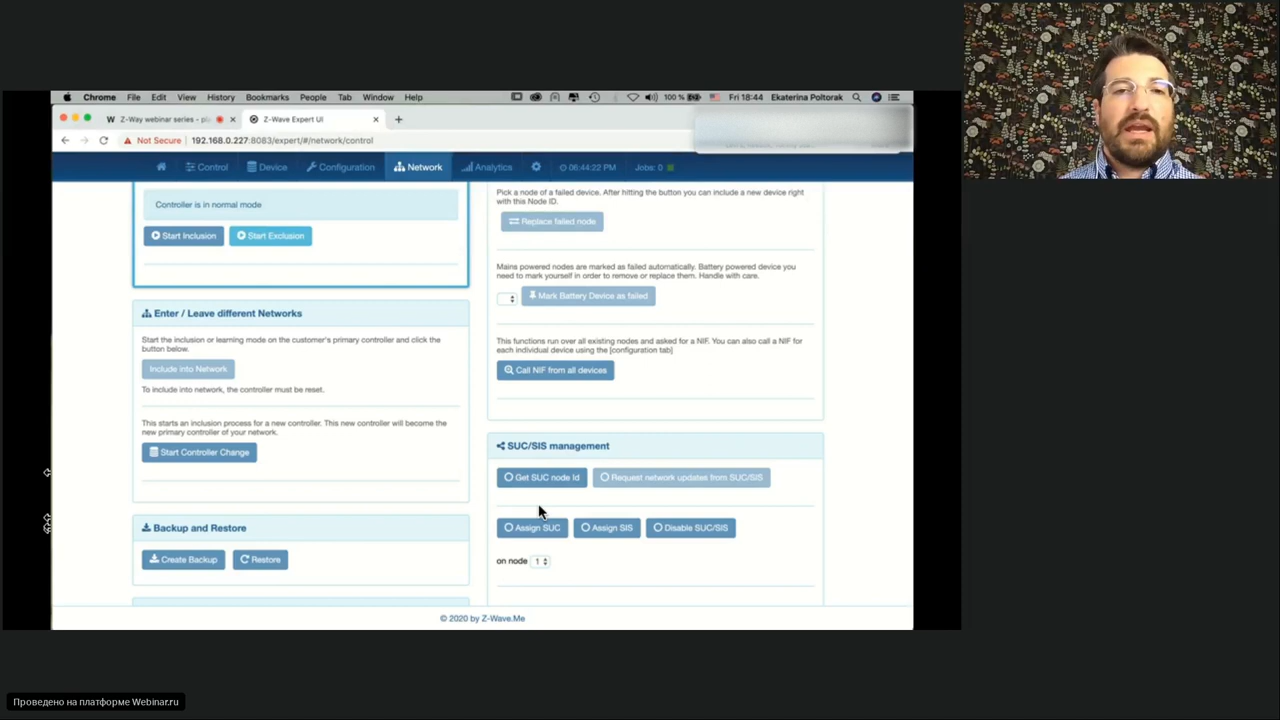 Chrome File Edit View History Bookmarks People Tab Window Help 100 % Fri 18:44 Ekaterina Poltorak
Z-Way webinar series - pl
Z-Wave Expert UI
Not Secure 192.168.0.227:8083/expert/#/network/control
Control Device Configuration Network Analytics 06:44:22 PM Jobs: 0
Controller is in normal mode
Start Inclusion Start Exclusion
Enter / Leave different Networks
Start the inclusion or learning mode on the customer's primary controller and click the
button below.
Include into Network
To include into network, the controller must be reset.
This starts an inclusion process for a new controller. This new controller will become the
new primary controller of your network.
Start Controller Change
Backup and Restore
Create Backup Restore
Pick a node of a failed device. After hitting the button you can include a new device right
with this Node ID.
Replace failed node
Mains powered nodes are marked as failed automatically. Battery powered device you
need to mark yourself in order to remove or replace them. Handle with care.
Mark Battery Device as failed
This functions run over all existing nodes and asked for a NIF. You can also call a NIF for
each individual device using the [configuration tab]
Call NIF from all devices
SUC/SIS management
Get SUC node Id Request network updates from SUC/SIS
Assign SUC Assign SIS Disable SUC/SIS
on node 1
© 2020 by Z-Wave.Me
Проведено на платформе Webinar.ru